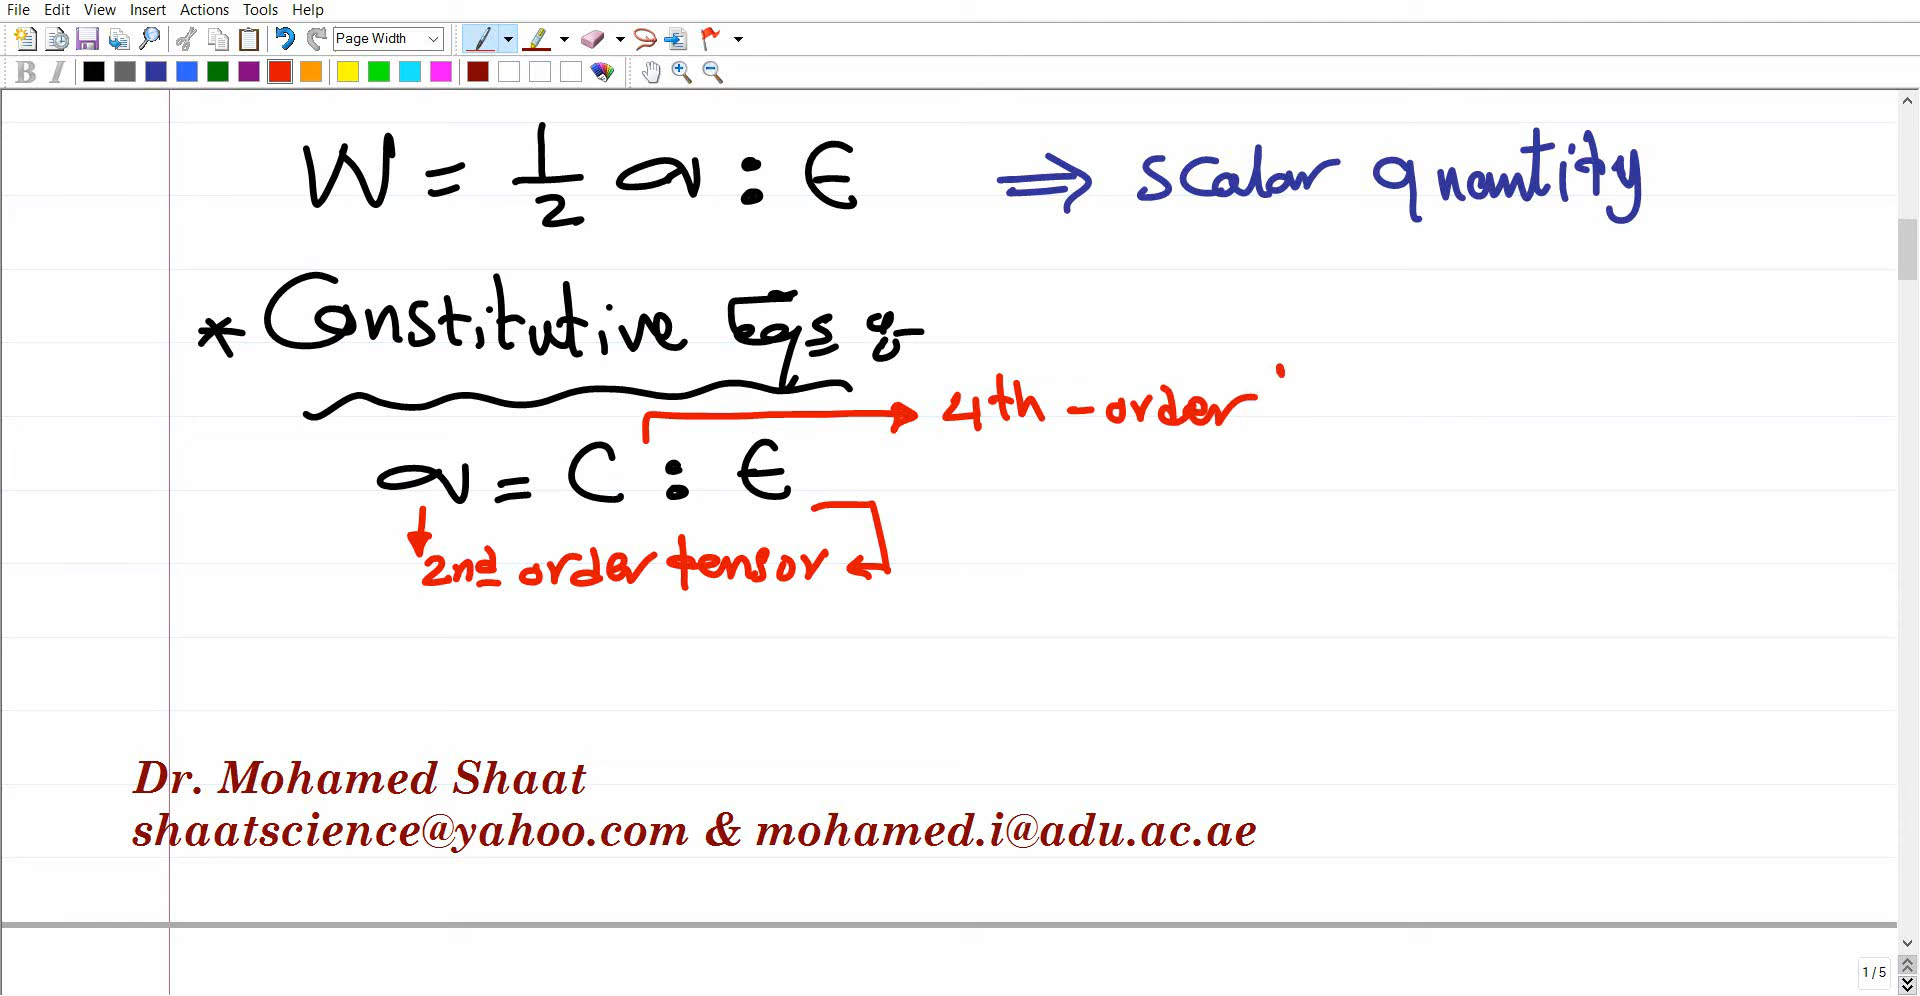 File Edit View Insert Actions Tools Help
Page Width
B I
W = 1/2 σ : ϵ ⇒ scalar quantity
* Constitutive Eqs :-
4th - order
σ = C : ϵ
2nd order tensor
Dr. Mohamed Shaat
shaatscience@yahoo.com & mohamed.i@adu.ac.ae
1 / 5